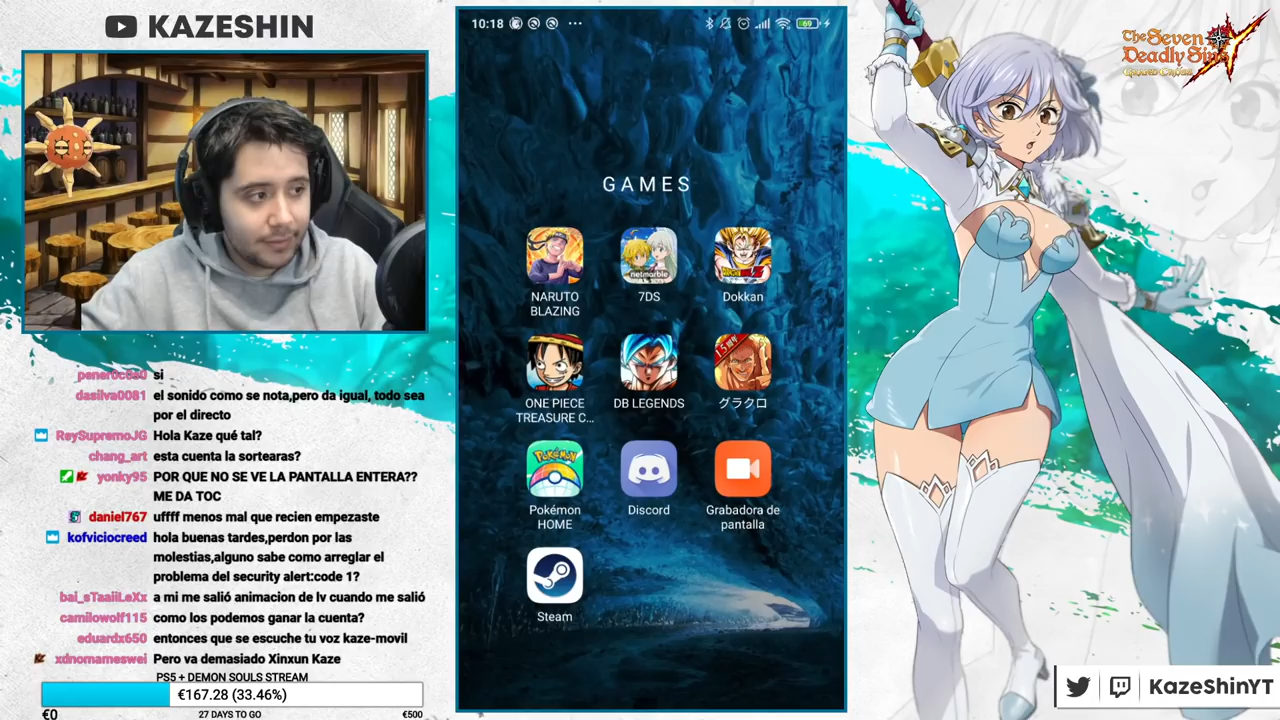 KAZESHIN
10:18
69
The Seven
Deadly Sins
GRAND CROSS
GAMES
NARUTO
BLAZING
netmarble
7DS
Dokkan
ONE PIECE
TREASURE C...
DB LEGENDS
グラクロ
Pokémon
HOME
Discord
Grabadora de
pantalla
Steam
si
dasilva0081 el sonido como se nota,pero da igual, todo sea
por el directo
ReySupremoJG Hola Kaze qué tal?
chang_art esta cuenta la sortearas?
yonky95 POR QUE NO SE VE LA PANTALLA ENTERA??
ME DA TOC
daniel767 uffff menos mal que recien empezaste
kofviciocreed hola buenas tardes,perdon por las
molestias,alguno sabe como arreglar el
problema del security alert:code 1?
bai_sTaaiiLeXx a mi me salió animacion de lv cuando me salió
camilowolf115 como los podemos ganar la cuenta?
eduardx650 entonces que se escuche tu voz kaze-movil
xdnomameswei Pero va demasiado Xinxun Kaze
PS5 + DEMON SOULS STREAM
€167.28 (33.46%)
€0
27 DAYS TO GO
€500
KazeShinYT